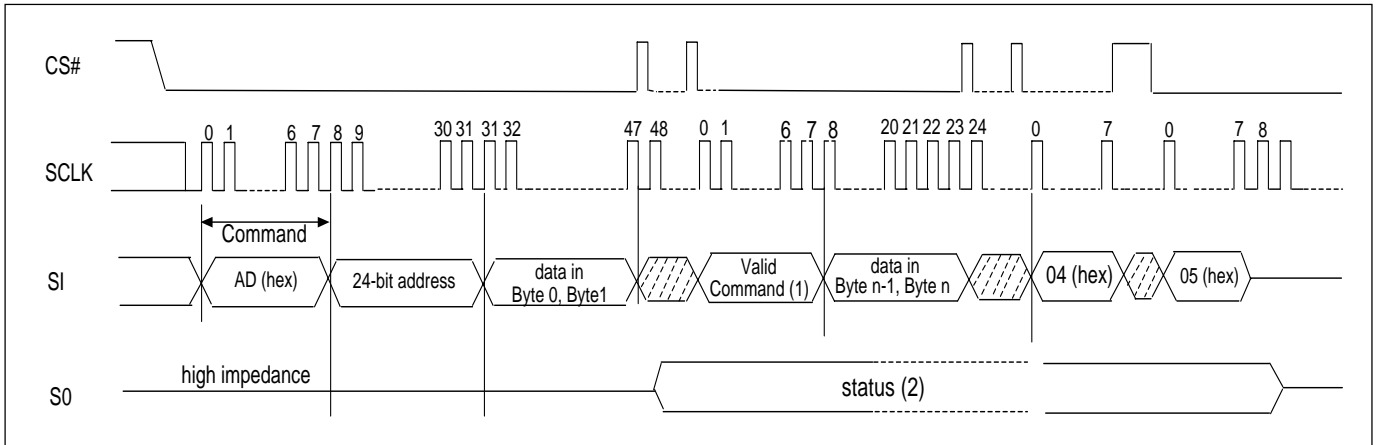 CS#
0 1 6 7 8 9 30 31 31 32 47 48 0 1 6 7 8 20 21 22 23 24 0 7 0 7 8
SCLK
Command
SI
AD (hex)
24-bit address
data in
Byte 0, Byte1
Valid
Command (1)
data in
Byte n-1, Byte n
04 (hex)
05 (hex)
high impedance
S0
status (2)